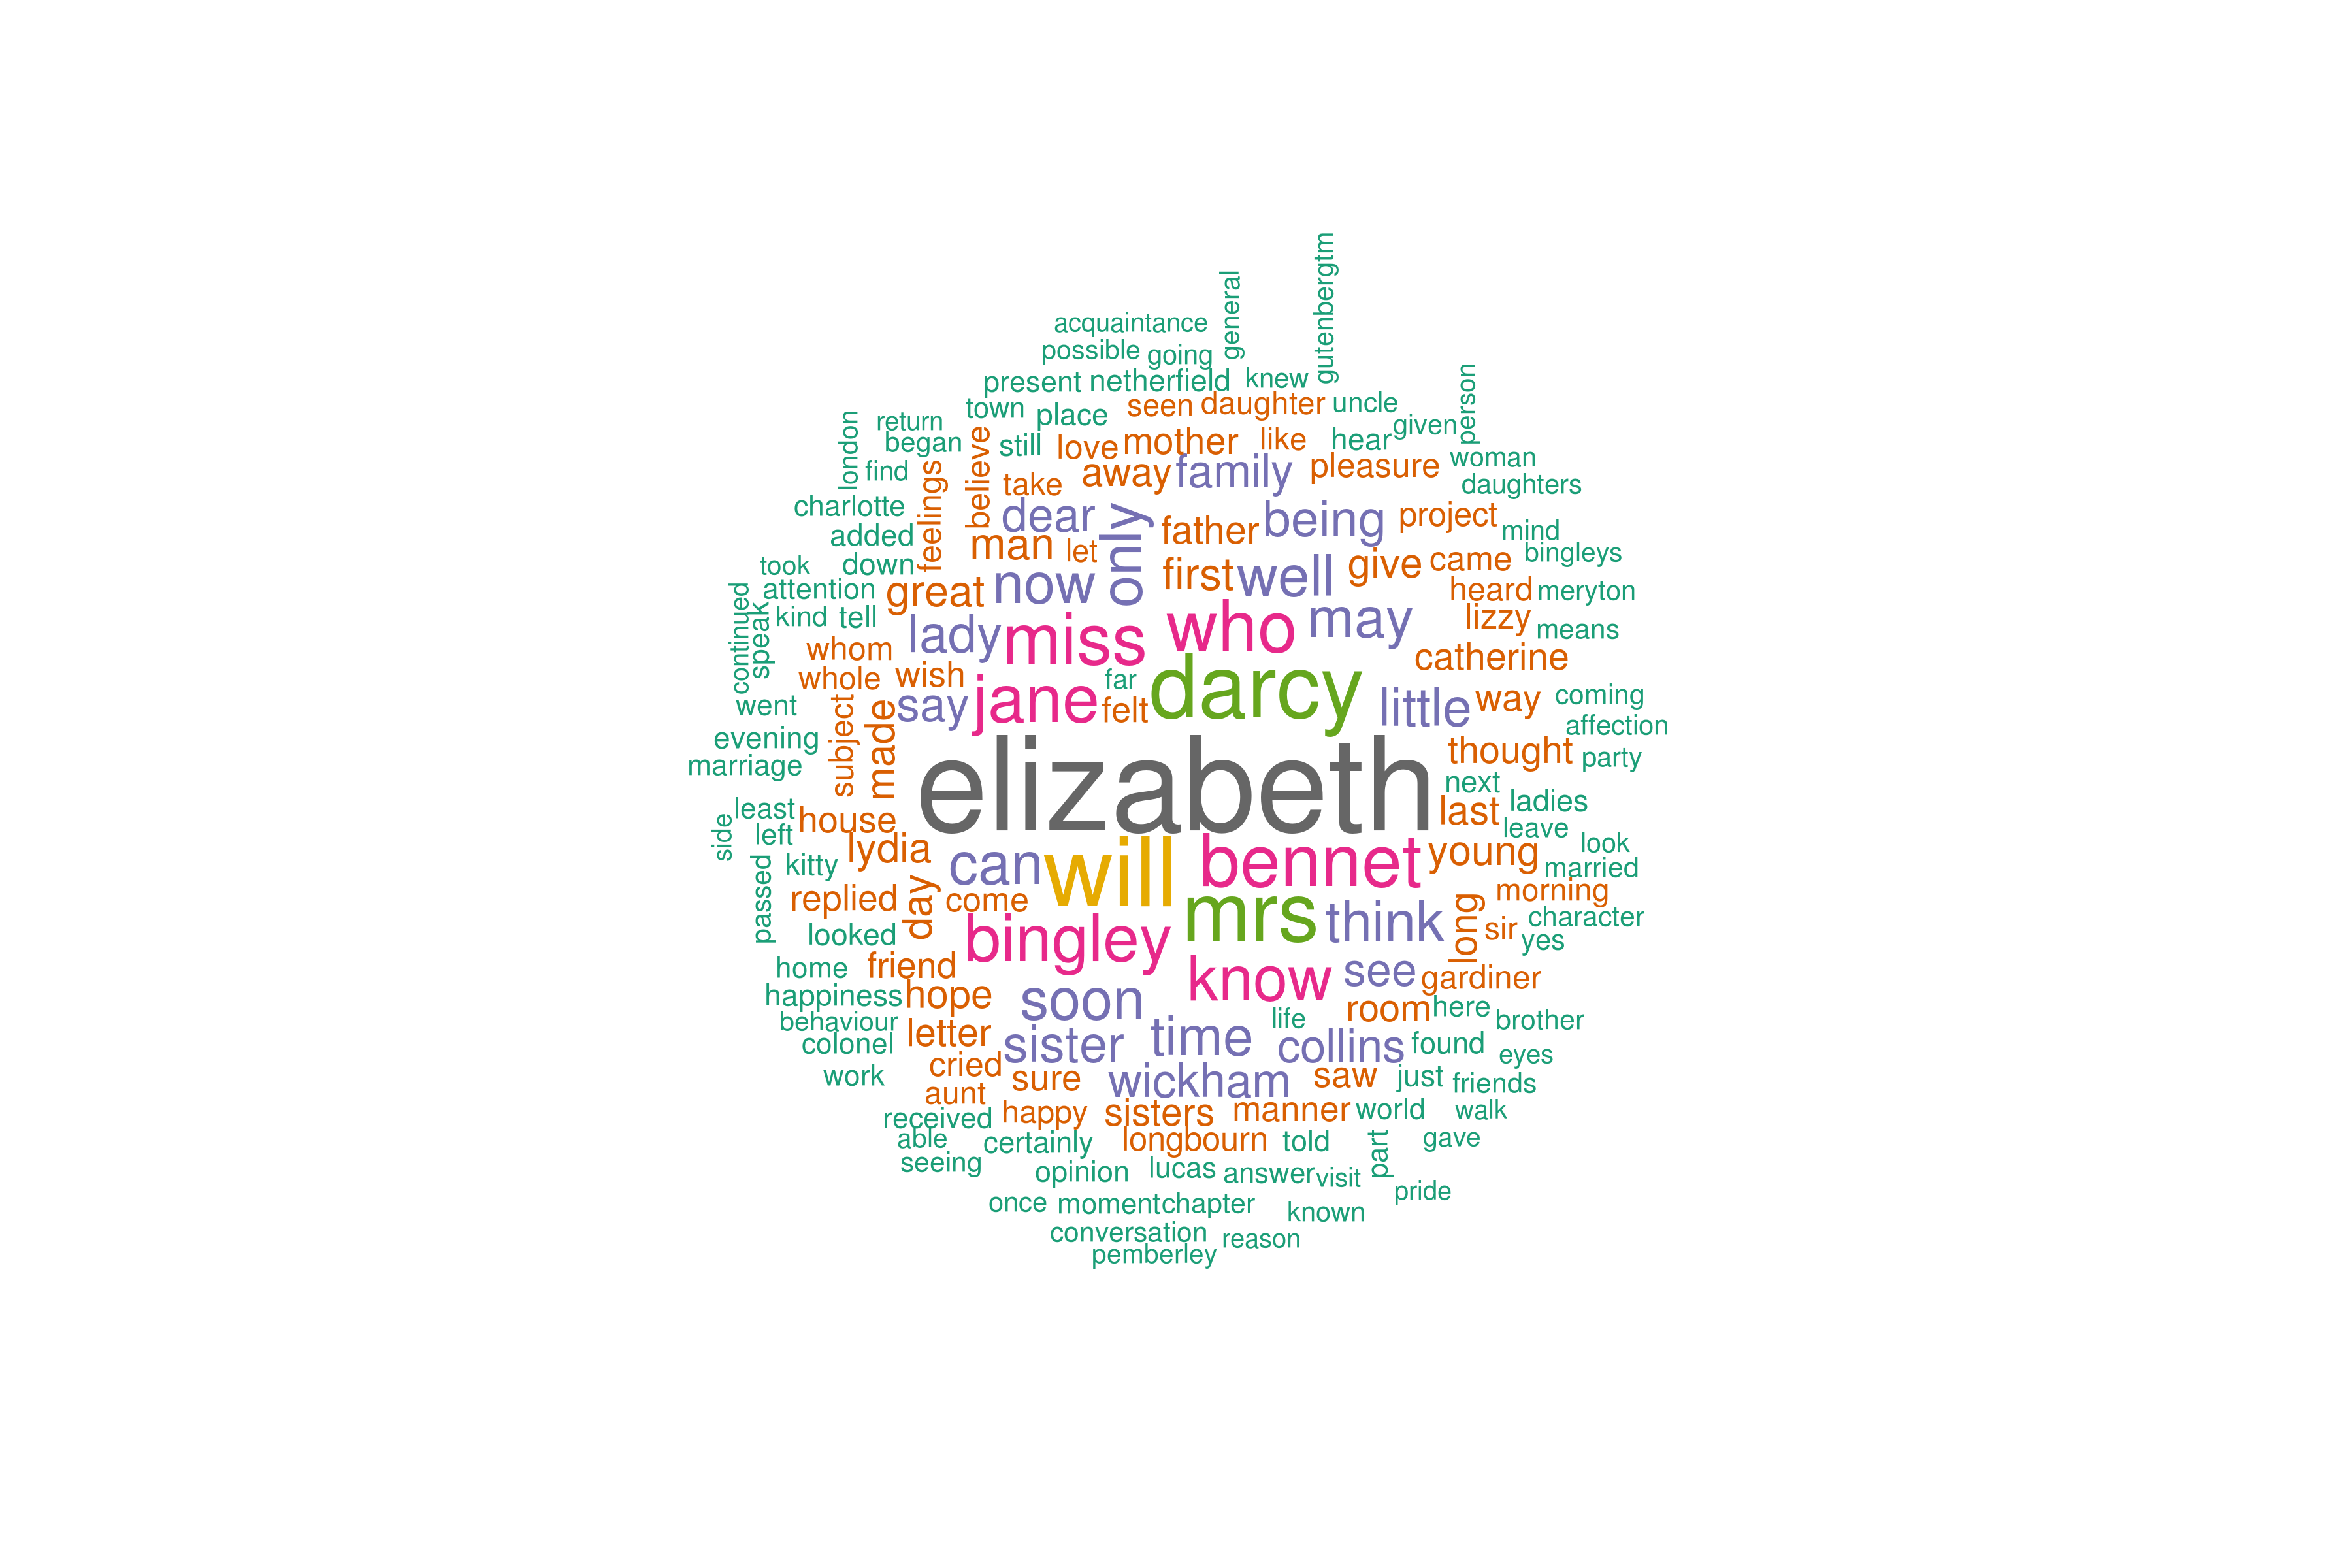 gutenbergtm
general
acquaintance
possible going
present netherfield knew
person
town place seen daughter uncle
london return began still love mother like hear given
find believe feelings take away family pleasure woman
daughters
charlotte dear only being project
added man let father mind
took down first well give came bingleys
attention great now heard meryton
continued speak kind tell lady miss who may lizzy means
whom catherine
whole wish far
went say jane felt darcy little way coming
subject made affection
evening thought party
marriage elizabeth next
least last ladies
side left house leave
lydia can will bennet young look
kitty married
passed replied day come mrs think long morning
looked bingley sir character
yes
home friend know see gardiner
happiness hope soon room here
behaviour letter life brother
colonel sister time collins found eyes
work cried sure wickham saw just friends
aunt
received happy sisters manner world walk
able certainly longbourn told part gave
seeing opinion lucas answer visit
pride
once moment chapter known
conversation reason
pemberley